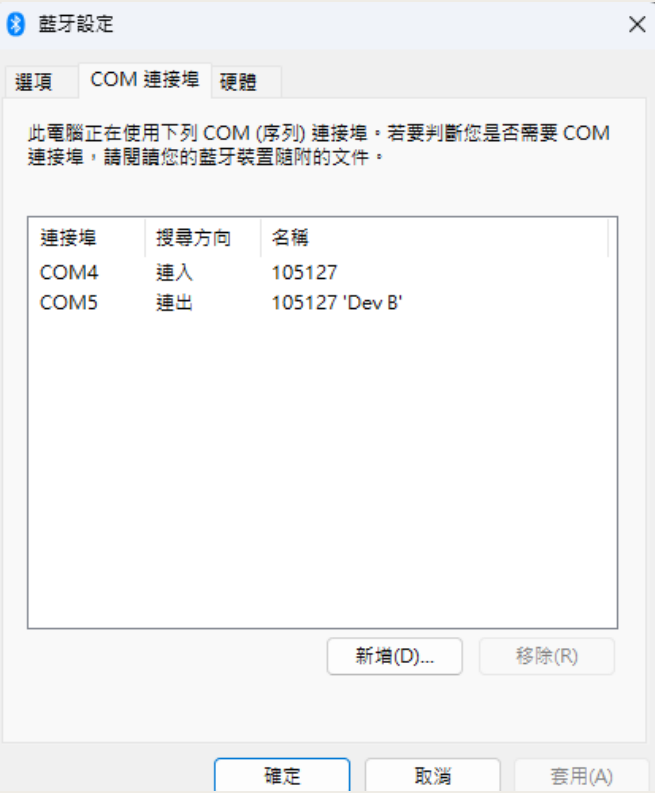 藍牙設定
選項 COM 連接埠 硬體
此電腦正在使用下列 COM (序列) 連接埠。若要判斷您是否需要 COM
連接埠，請閱讀您的藍牙裝置隨附的文件。
連接埠 搜尋方向 名稱
COM4 連入 105127
COM5 連出 105127 'Dev B'
新增(D)... 移除(R)
確定 取消 套用(A)